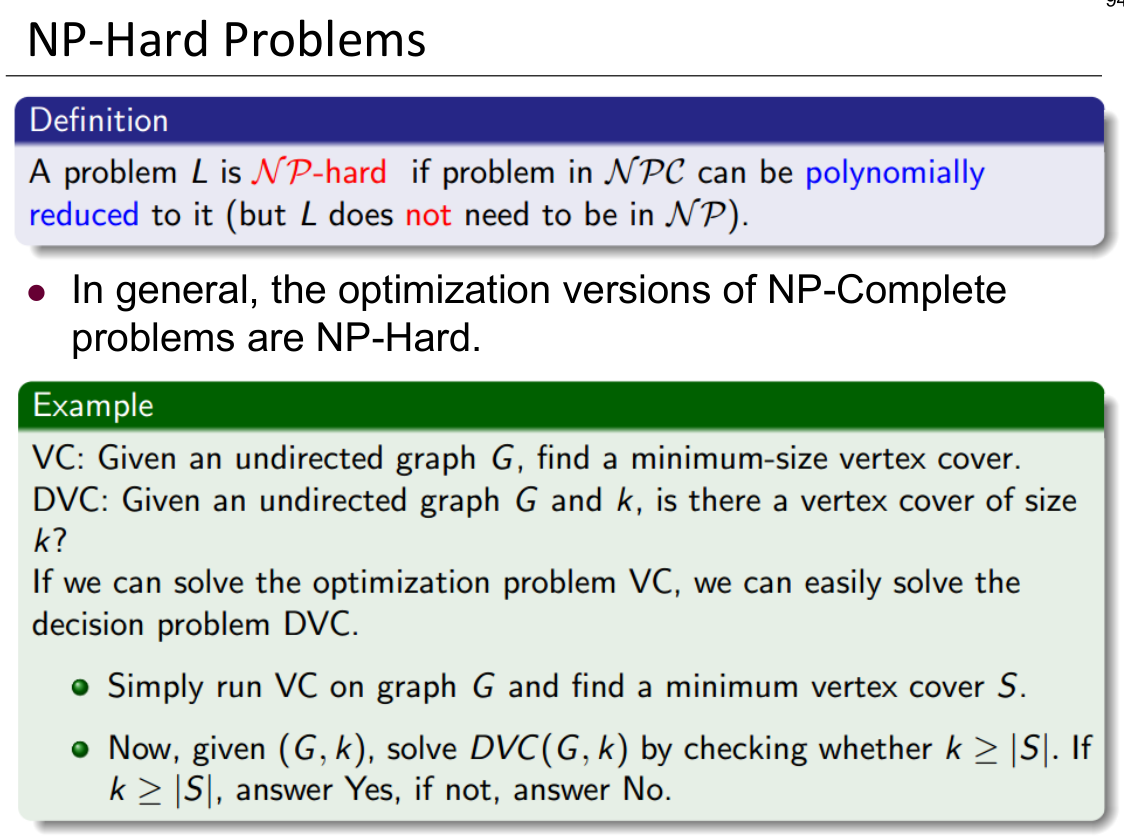 94
NP-Hard Problems
Definition
A problem L is 𝒩𝒫-hard if problem in 𝒩𝒫𝒞 can be polynomially
reduced to it (but L does not need to be in 𝒩𝒫).
● In general, the optimization versions of NP-Complete
problems are NP-Hard.
Example
VC: Given an undirected graph G, find a minimum-size vertex cover.
DVC: Given an undirected graph G and k, is there a vertex cover of size
k?
If we can solve the optimization problem VC, we can easily solve the
decision problem DVC.
● Simply run VC on graph G and find a minimum vertex cover S.
● Now, given (G, k), solve DVC(G, k) by checking whether k ≥ |S|. If
k ≥ |S|, answer Yes, if not, answer No.